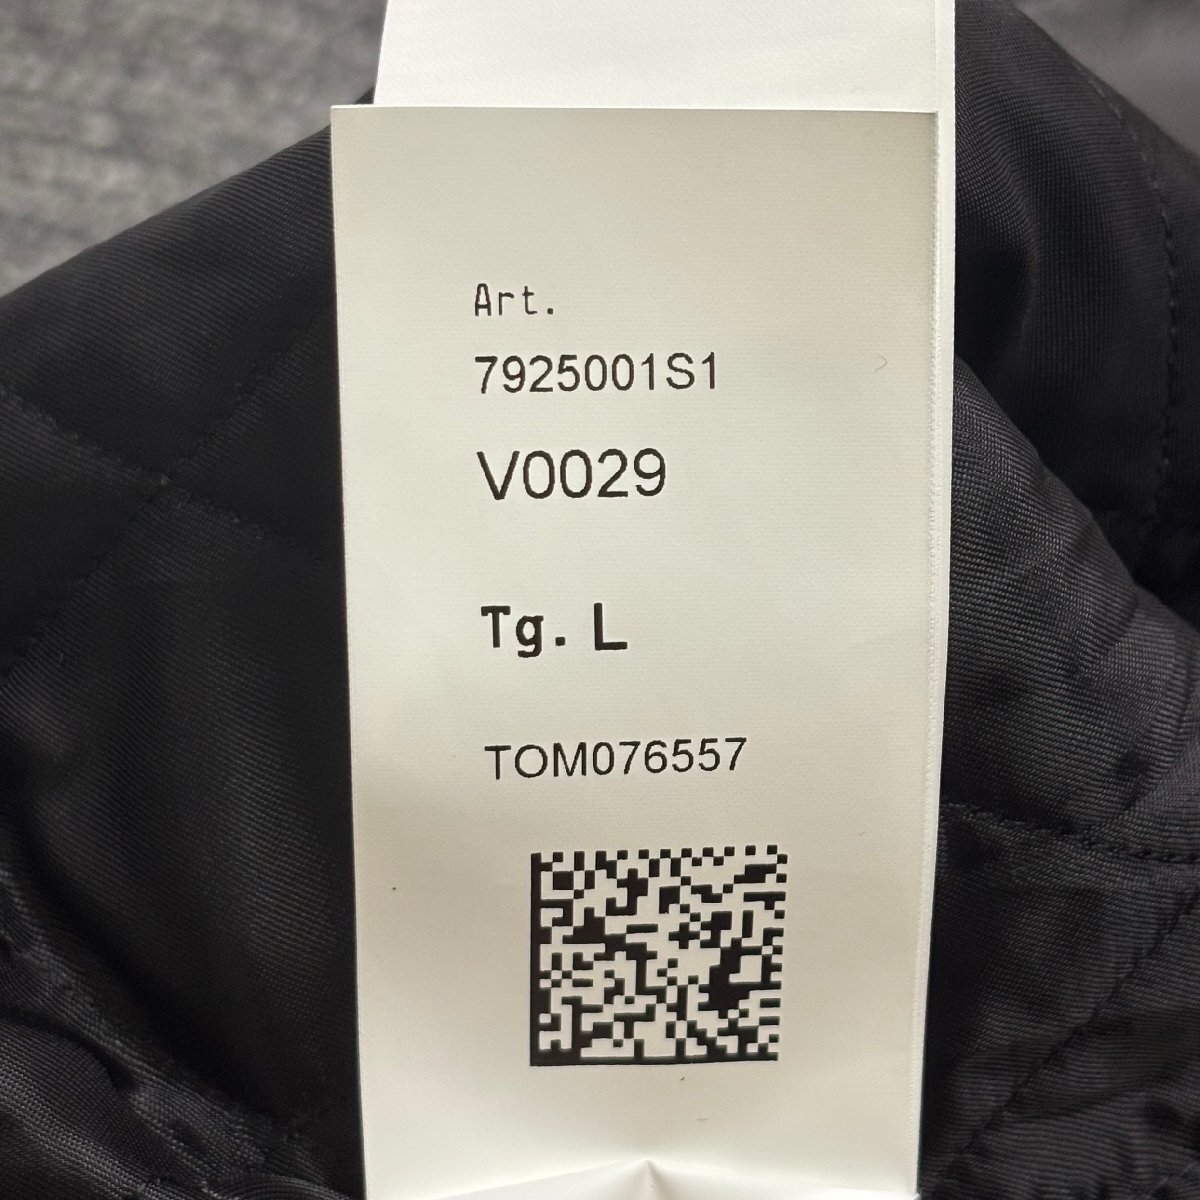 Art.
7925001S1
V0029
Tg. L
TOM076557